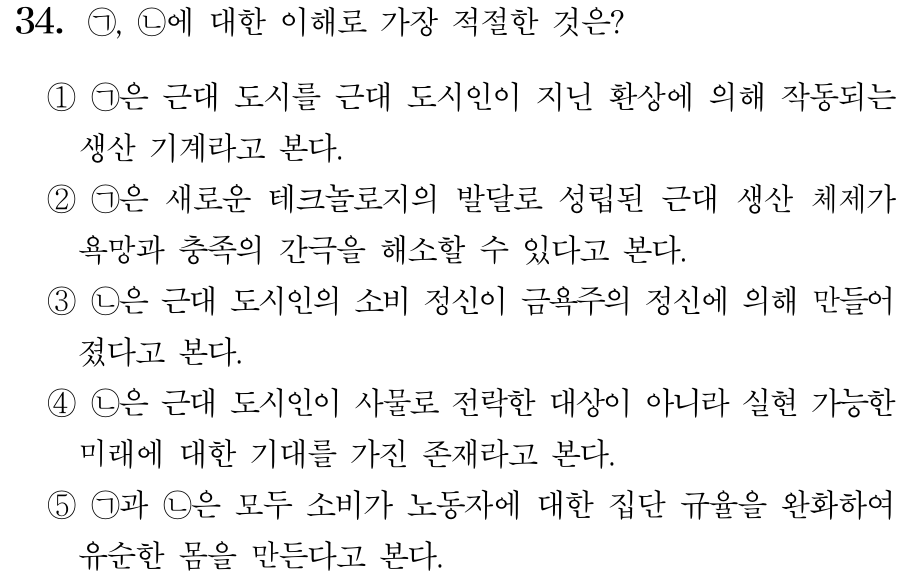 34. ㉠, ㉡에 대한 이해로 가장 적절한 것은?
① ㉠은 근대 도시를 근대 도시인이 지닌 환상에 의해 작동되는
생산 기계라고 본다.
② ㉠은 새로운 테크놀로지의 발달로 성립된 근대 생산 체제가
욕망과 충족의 간극을 해소할 수 있다고 본다.
③ ㉡은 근대 도시인의 소비 정신이 금욕주의 정신에 의해 만들어
졌다고 본다.
④ ㉡은 근대 도시인이 사물로 전락한 대상이 아니라 실현 가능한
미래에 대한 기대를 가진 존재라고 본다.
⑤ ㉠과 ㉡은 모두 소비가 노동자에 대한 집단 규율을 완화하여
유순한 몸을 만든다고 본다.